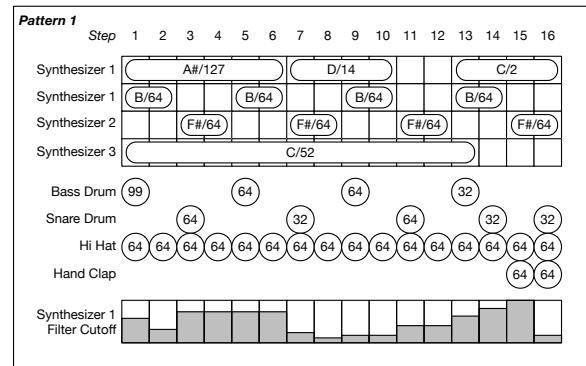 Pattern 1
Step 1 2 3 4 5 6 7 8 9 10 11 12 13 14 15 16
Synthesizer 1 A#/127 D/14 C/2
Synthesizer 1 B/64 B/64 B/64 B/64
Synthesizer 2 F#/64 F#/64 F#/64 F#/64
Synthesizer 3 C/52
Bass Drum 99 64 64 32
Snare Drum 64 32 64 32 32
Hi Hat 64 64 64 64 64 64 64 64 64 64 64 64 64 64 64 64
Hand Clap 64 64
Synthesizer 1
Filter Cutoff